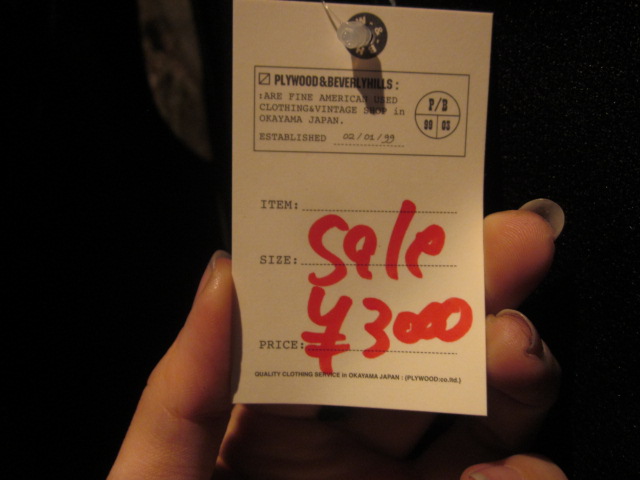 PLYWOOD&BEVERLYHILLS:
:ARE FINE AMERICAN USED
CLOTHING&VINTAGE SHOP in
OKAYAMA JAPAN.
ESTABLISHED 02/01/99
P/B
99 03
ITEM:
Sale
SIZE:
¥3000
PRICE:
QUALITY CLOTHING SERVICE in OKAYAMA JAPAN : (PLYWOOD:co.ltd.)